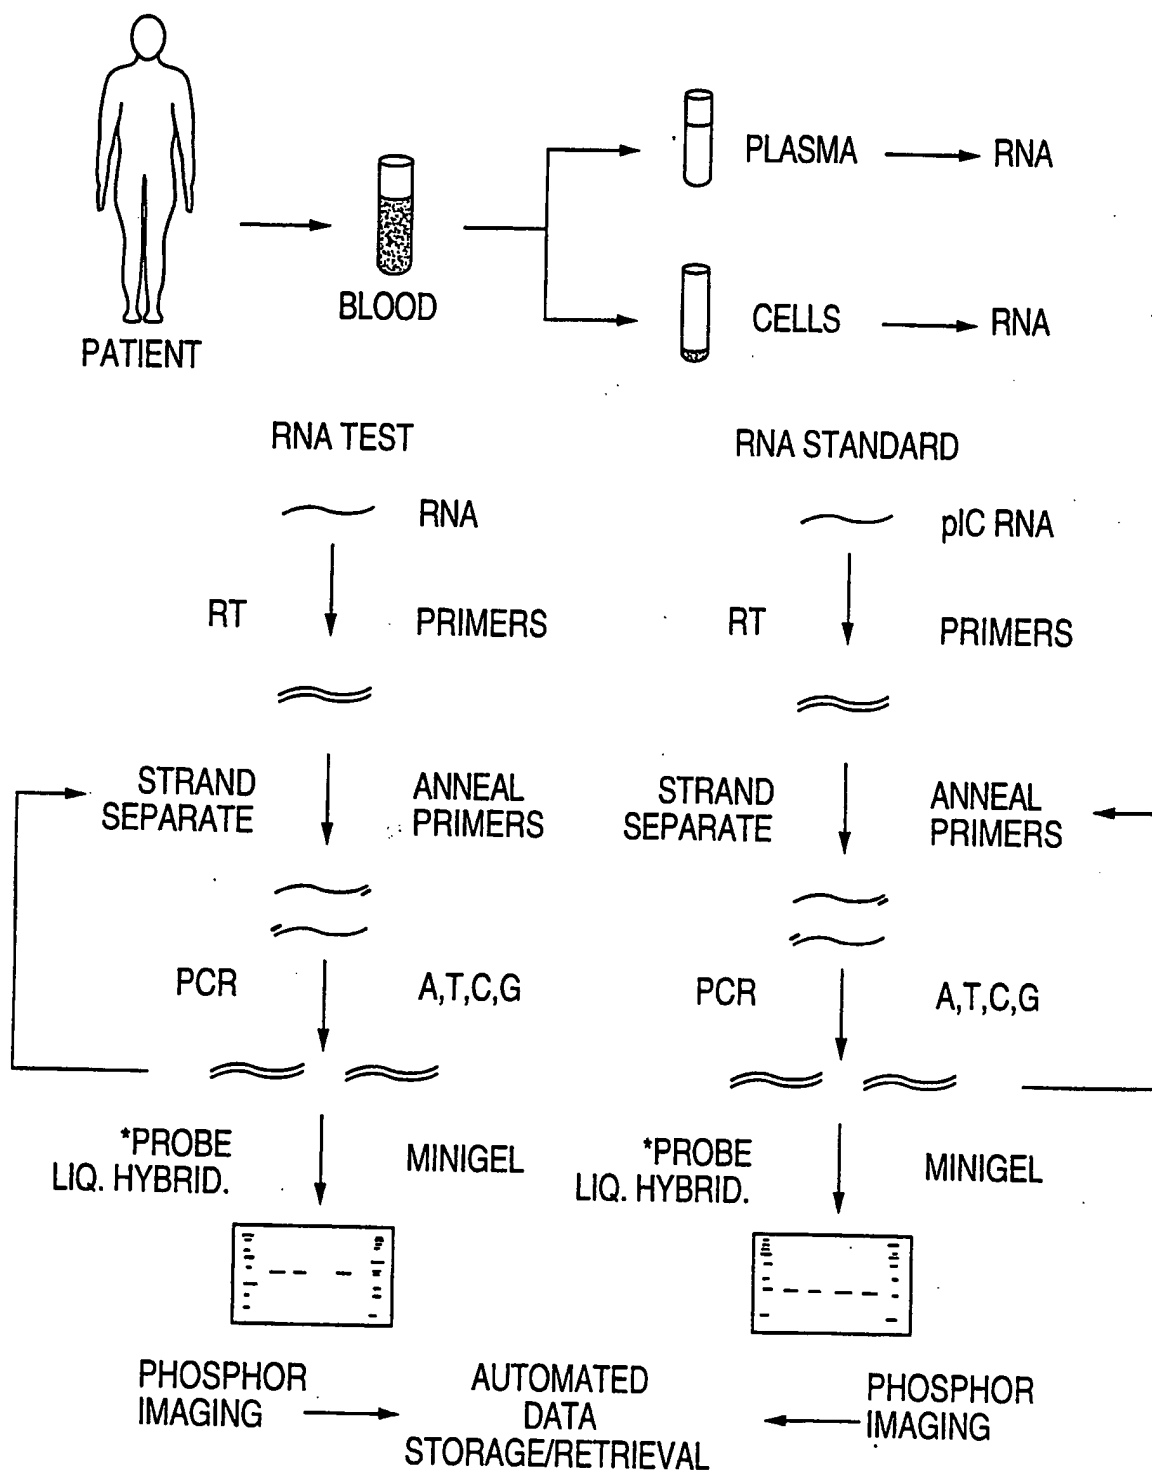 PLASMA
RNA
BLOOD
CELLS
RNA
PATIENT
RNA TEST
RNA STANDARD
RNA
pIC RNA
RT
PRIMERS
RT
PRIMERS
STRAND
SEPARATE
ANNEAL
PRIMERS
STRAND
SEPARATE
ANNEAL
PRIMERS
PCR
A,T,C,G
PCR
A,T,C,G
*PROBE
LIQ. HYBRID.
MINIGEL
*PROBE
LIQ. HYBRID.
MINIGEL
PHOSPHOR
IMAGING
AUTOMATED
DATA
STORAGE/RETRIEVAL
PHOSPHOR
IMAGING